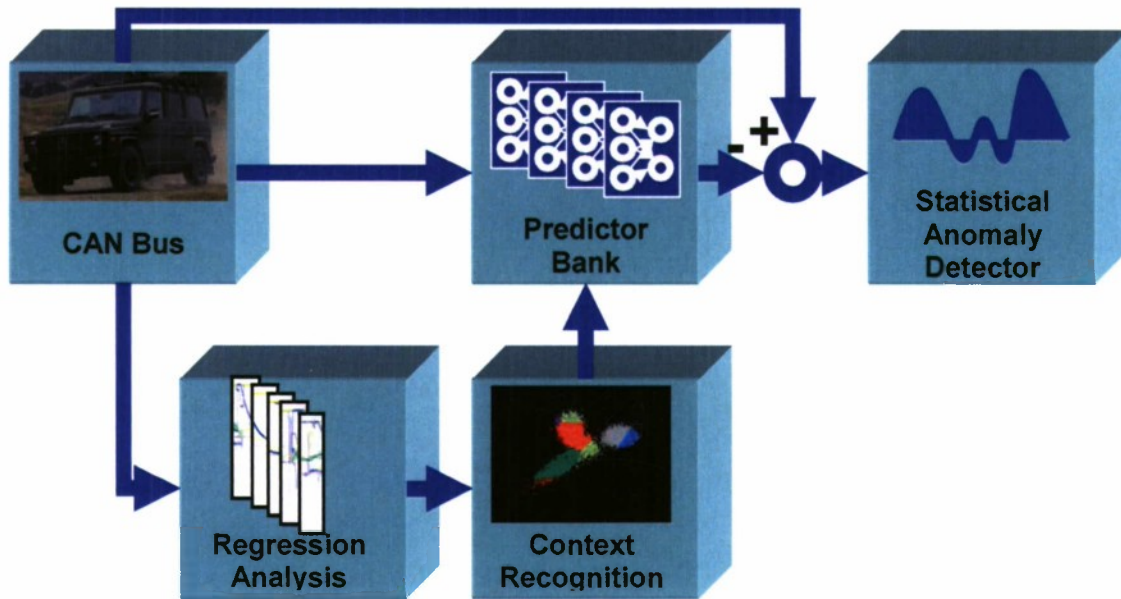 CAN Bus
Predictor
Bank
- +
Statistical
Anomaly
Detector
Regression
Analysis
Context
Recognition